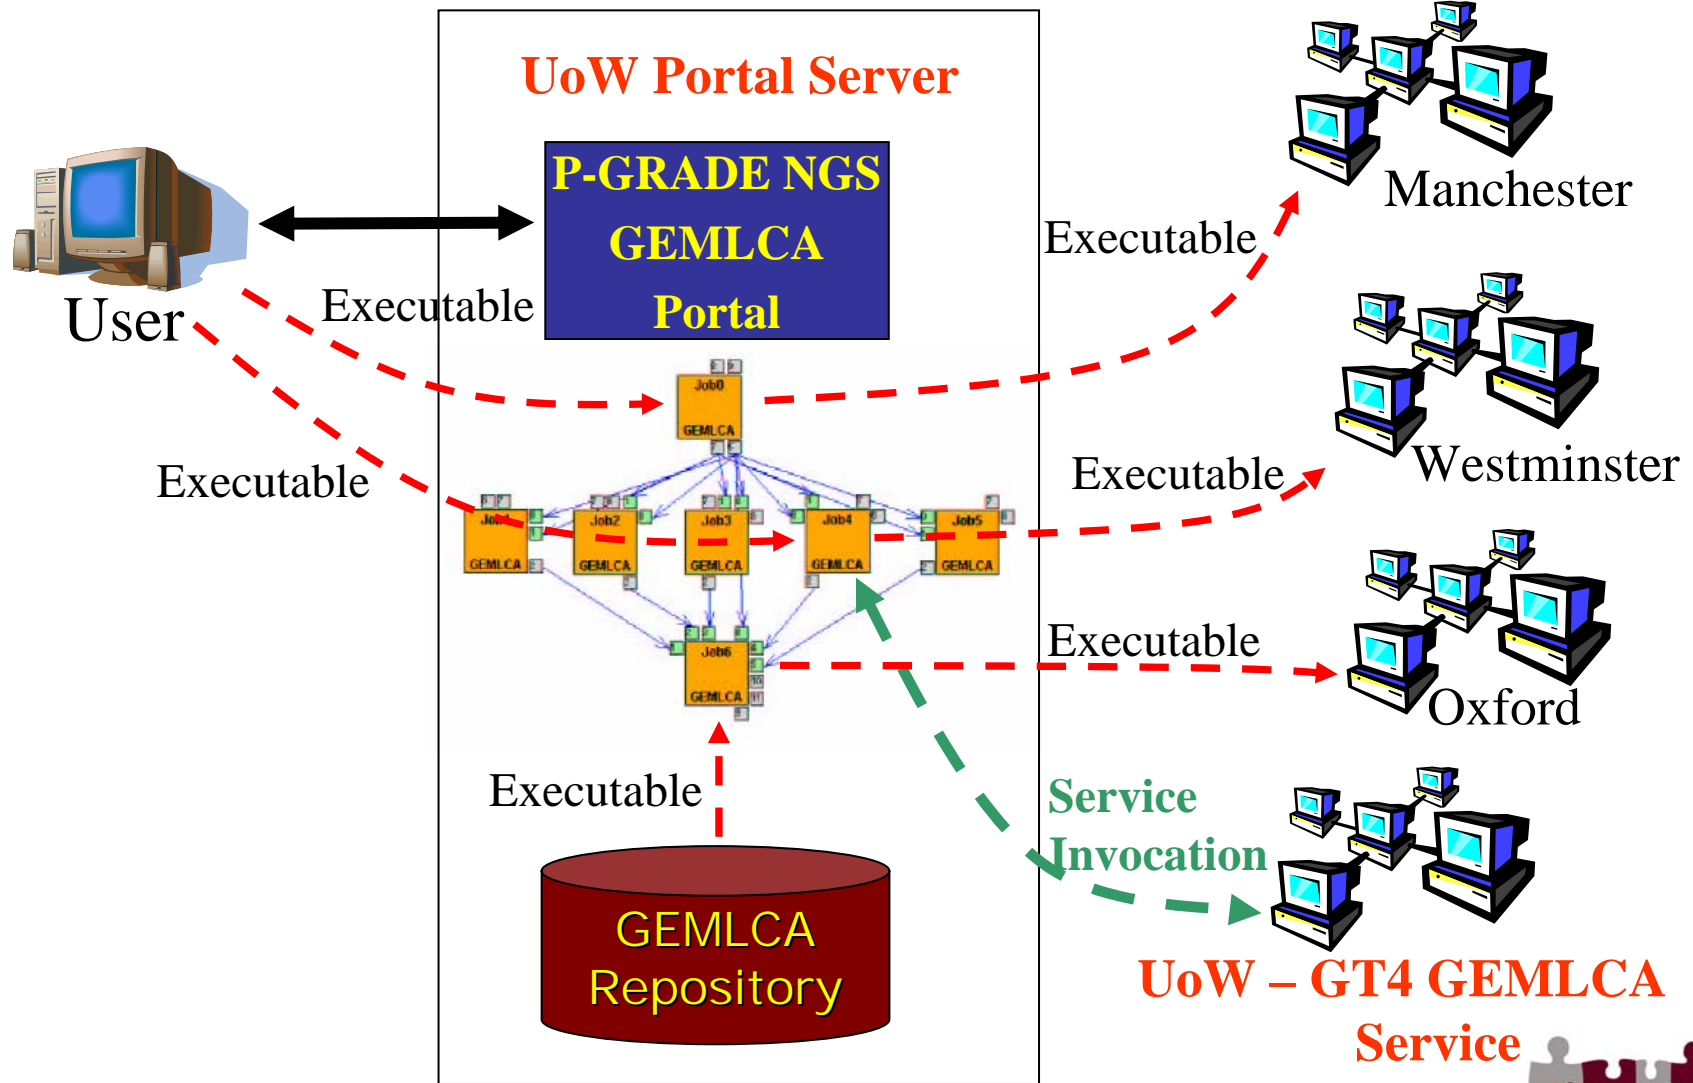 UoW Portal Server
P-GRADE NGS
GEMLCA
Portal
User
Executable
Executable
Executable
Manchester
Executable
Westminster
Executable
Oxford
Job0
GEMLCA
Job1
GEMLCA
Job2
GEMLCA
Job3
GEMLCA
Job4
GEMLCA
Job5
GEMLCA
Job6
GEMLCA
10
11
Executable
GEMLCA
Repository
Service
Invocation
UoW – GT4 GEMLCA
Service